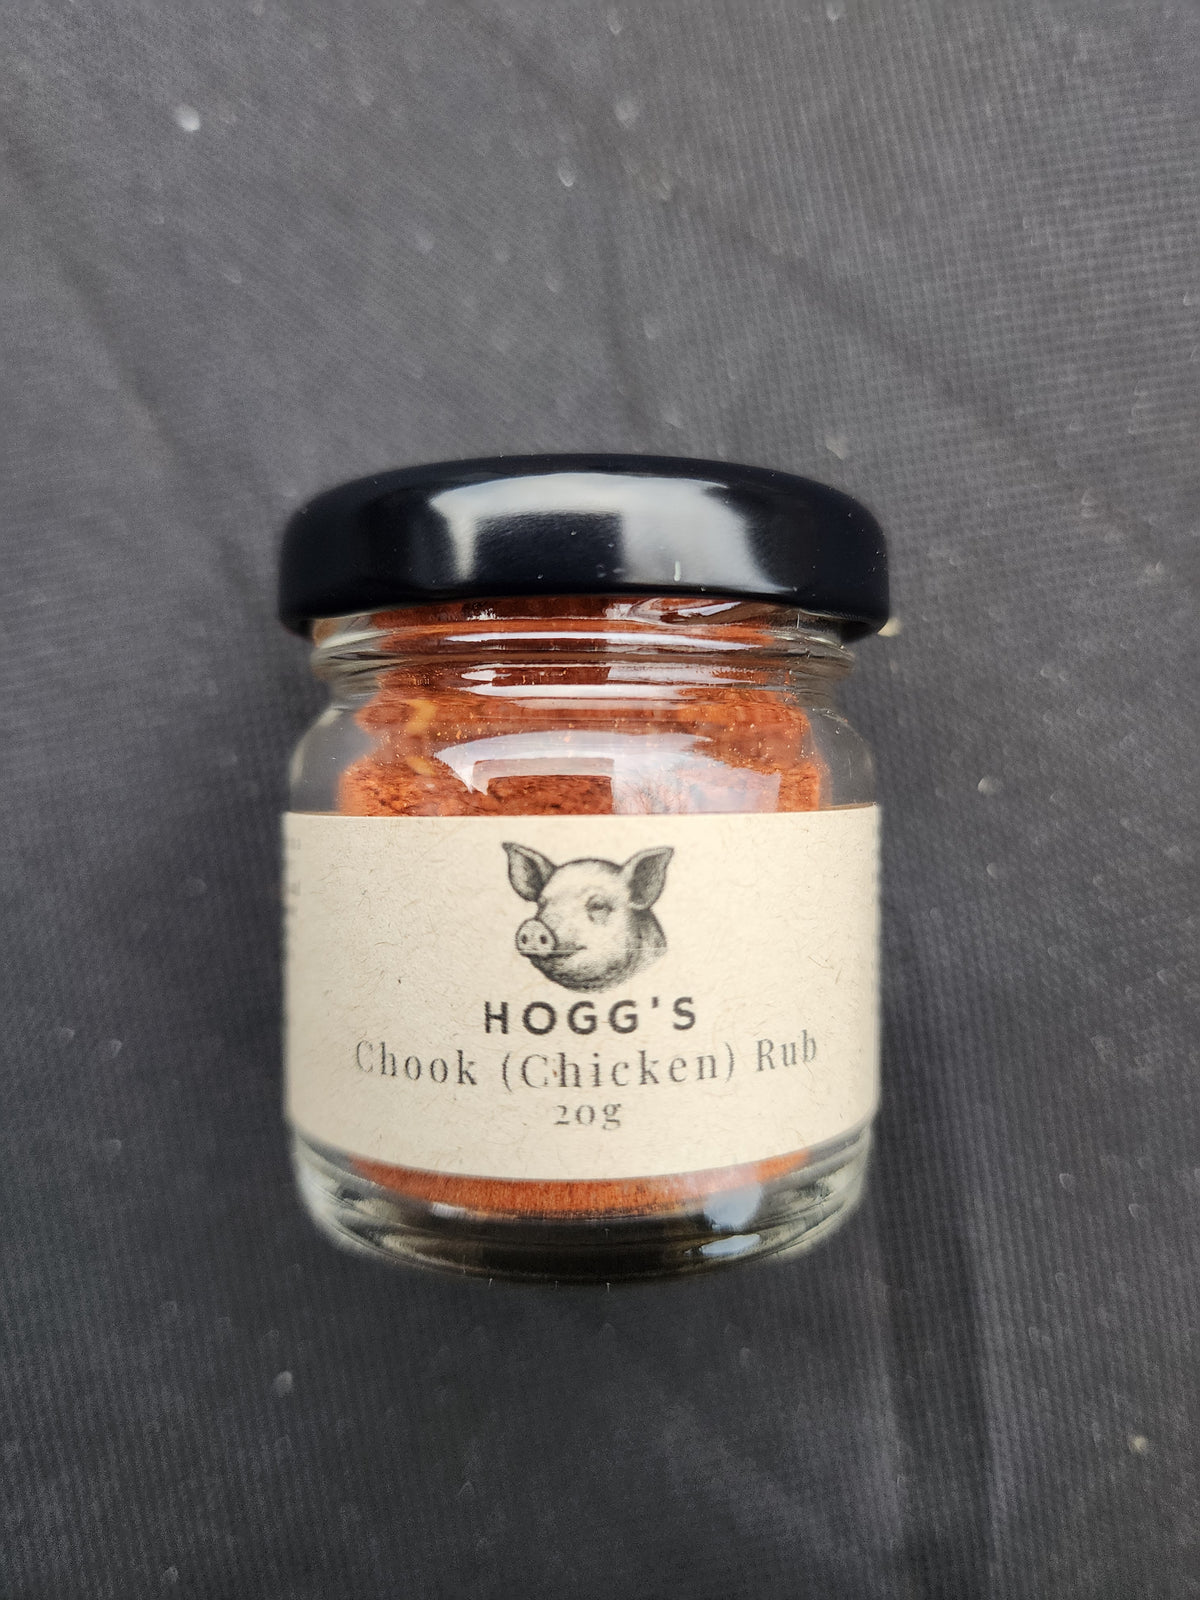 HOGG'S
Chook (Chicken) Rub
20g